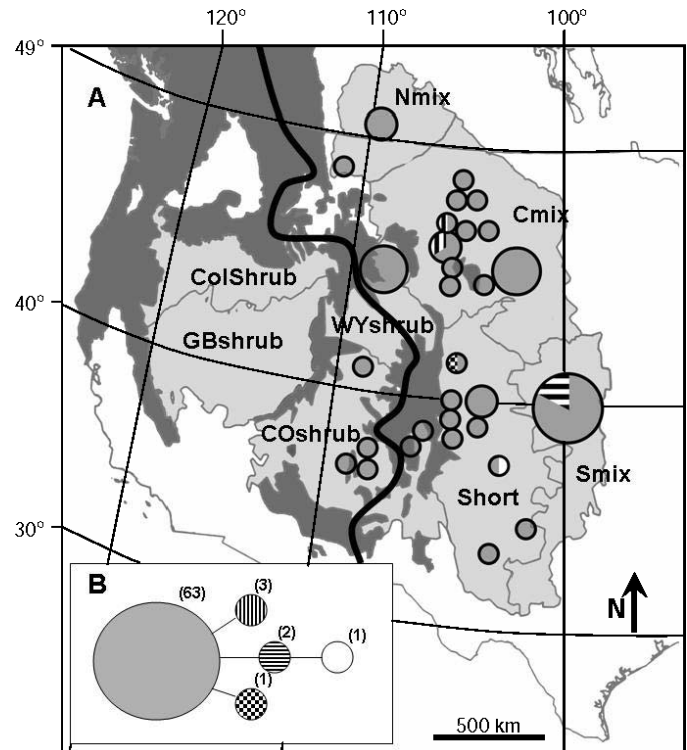 120° 110° 100°
49°
A
Nmix
Cmix
ColShrub
40°
WYshrub
GBshrub
COshrub
Smix
Short
30°
B
(63)
(3)
(2)
(1)
(1)
N
500 km